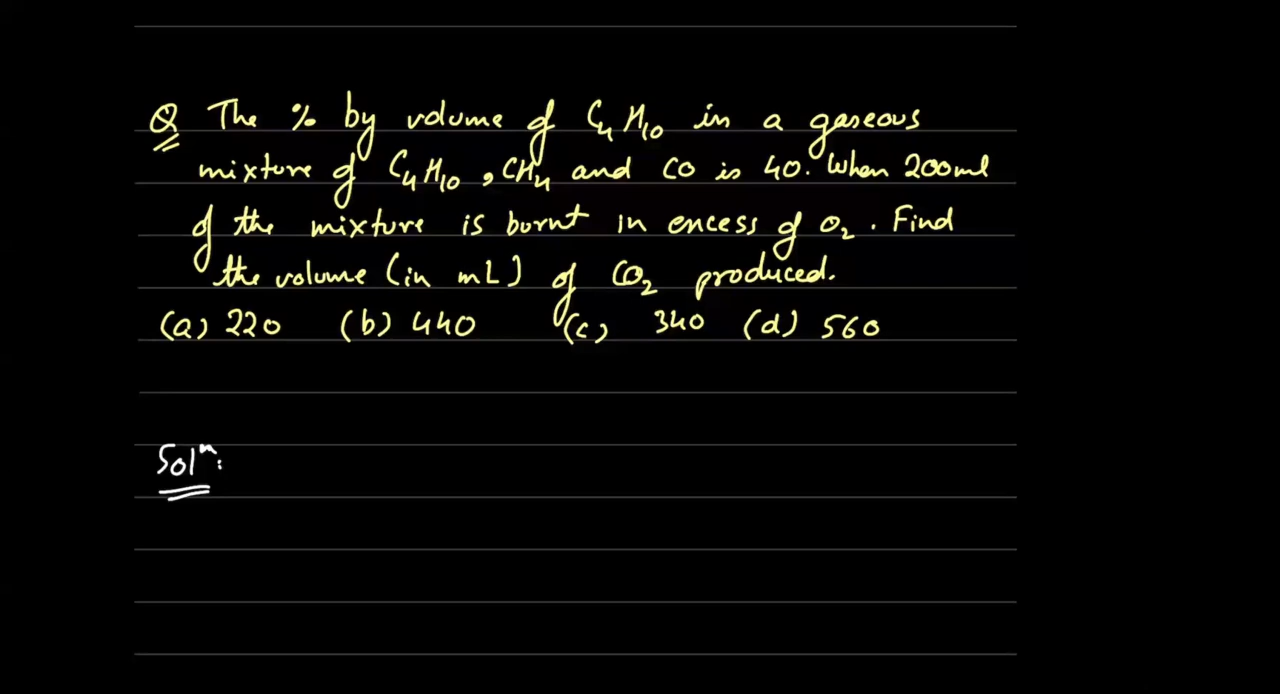 Q The % by volume of C₄H₁₀ in a gaseous
mixture of C₄H₁₀, CH₄ and CO is 40. When 200ml
of the mixture is burnt in encess of O₂. Find
the volume (in mL) of CO₂ produced.
(a) 220 (b) 440 (c) 340 (d) 560
Solⁿ: